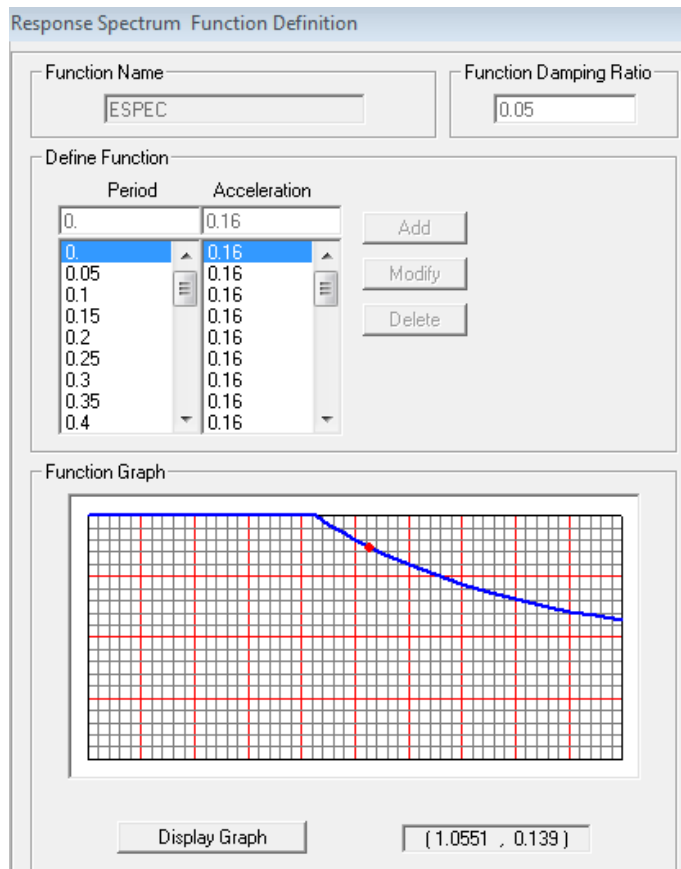 Response Spectrum Function Definition
Function Name
Function Damping Ratio
ESPEC
0.05
Define Function
Period Acceleration
0. 0.16
Add
0. 0.16
0.05 0.16
Modify
0.1 0.16
0.15 0.16
Delete
0.2 0.16
0.25 0.16
0.3 0.16
0.35 0.16
0.4 0.16
Function Graph
Display Graph
(1.0551 , 0.139)